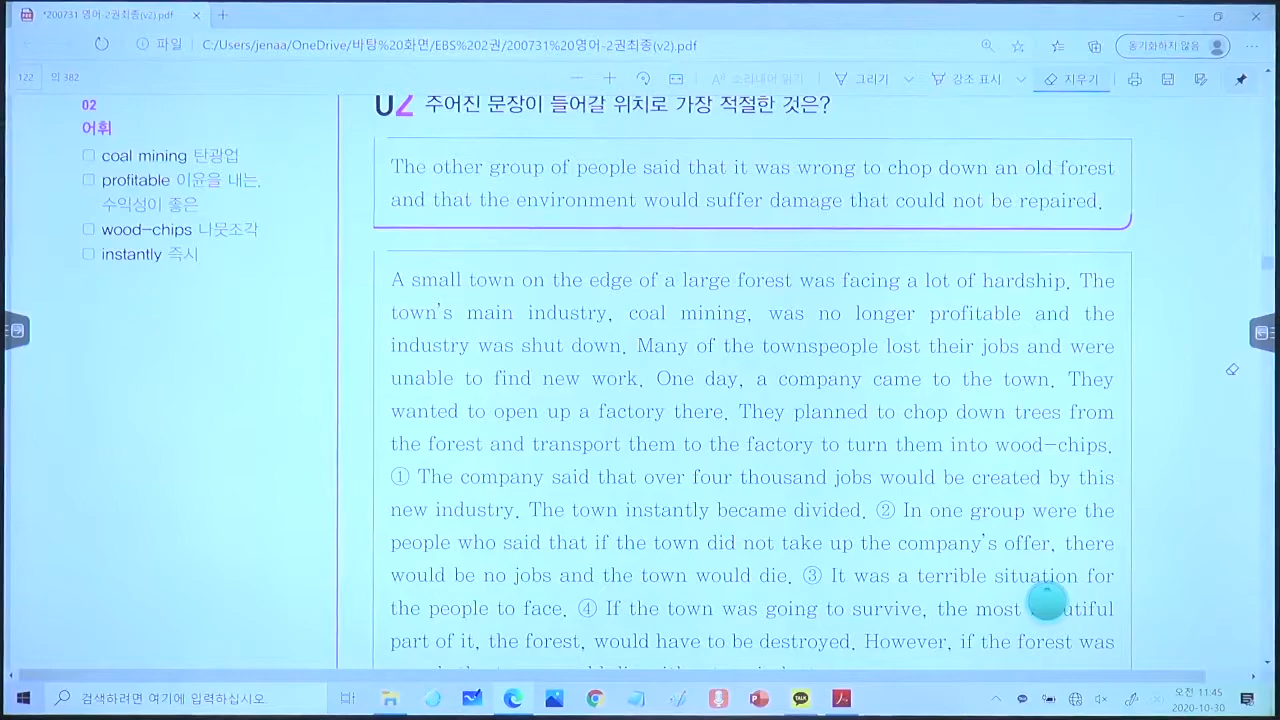 *200731 영어-2권최종(v2).pdf
파일 C:/Users/jenaa/OneDrive/바탕%20화면/EBS%202권/200731%20영어-2권최종(v2).pdf
동기화하지 않음
122 의 382
소리내어 읽기 그리기 강조 표시 지우기
02
어휘
coal mining 탄광업
profitable 이윤을 내는,
수익성이 좋은
wood-chips 나뭇조각
instantly 즉시
02 주어진 문장이 들어갈 위치로 가장 적절한 것은?
The other group of people said that it was wrong to chop down an old forest
and that the environment would suffer damage that could not be repaired.
A small town on the edge of a large forest was facing a lot of hardship. The
town's main industry, coal mining, was no longer profitable and the
industry was shut down. Many of the townspeople lost their jobs and were
unable to find new work. One day, a company came to the town. They
wanted to open up a factory there. They planned to chop down trees from
the forest and transport them to the factory to turn them into wood-chips.
① The company said that over four thousand jobs would be created by this
new industry. The town instantly became divided. ② In one group were the
people who said that if the town did not take up the company's offer, there
would be no jobs and the town would die. ③ It was a terrible situation for
the people to face. ④ If the town was going to survive, the most
part of it, the forest, would have to be destroyed. However, if the forest was
검색하려면 여기에 입력하십시오.
오전 11:45
2020-10-30